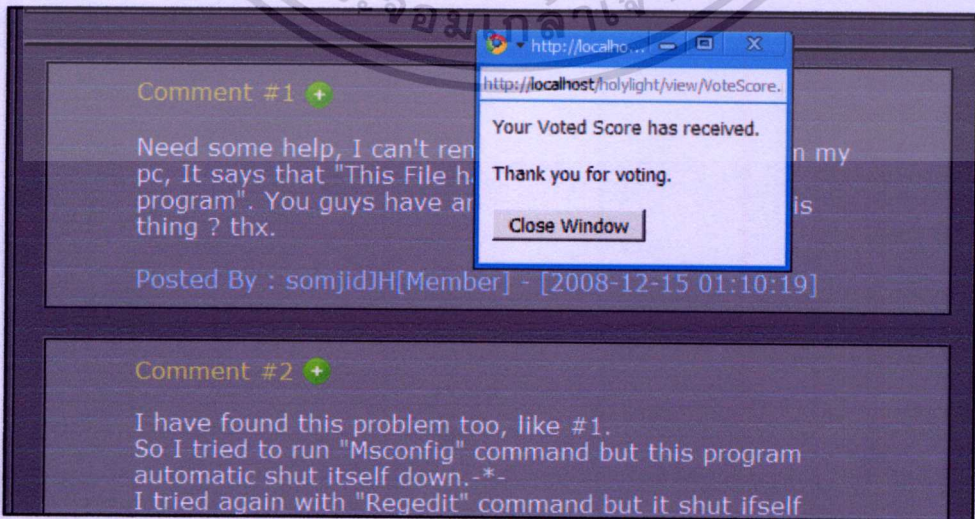 จอมเกล้าเจ้า
http://localho...
http://localhost/holylight/view/VoteScore.
Your Voted Score has received.
Thank you for voting.
Close Window
Comment #1
Need some help, I can't m my
pc, It says that "This File
program". You guys have is
thing ? thx.
Posted By : somjidJH[Member] - [2008-12-15 01:10:19]
Comment #2
I have found this problem too, like #1.
So I tried to run "Msconfig" command but this program
automatic shut itself down.-*-
I tried again with "Regedit" command but it shut ifself